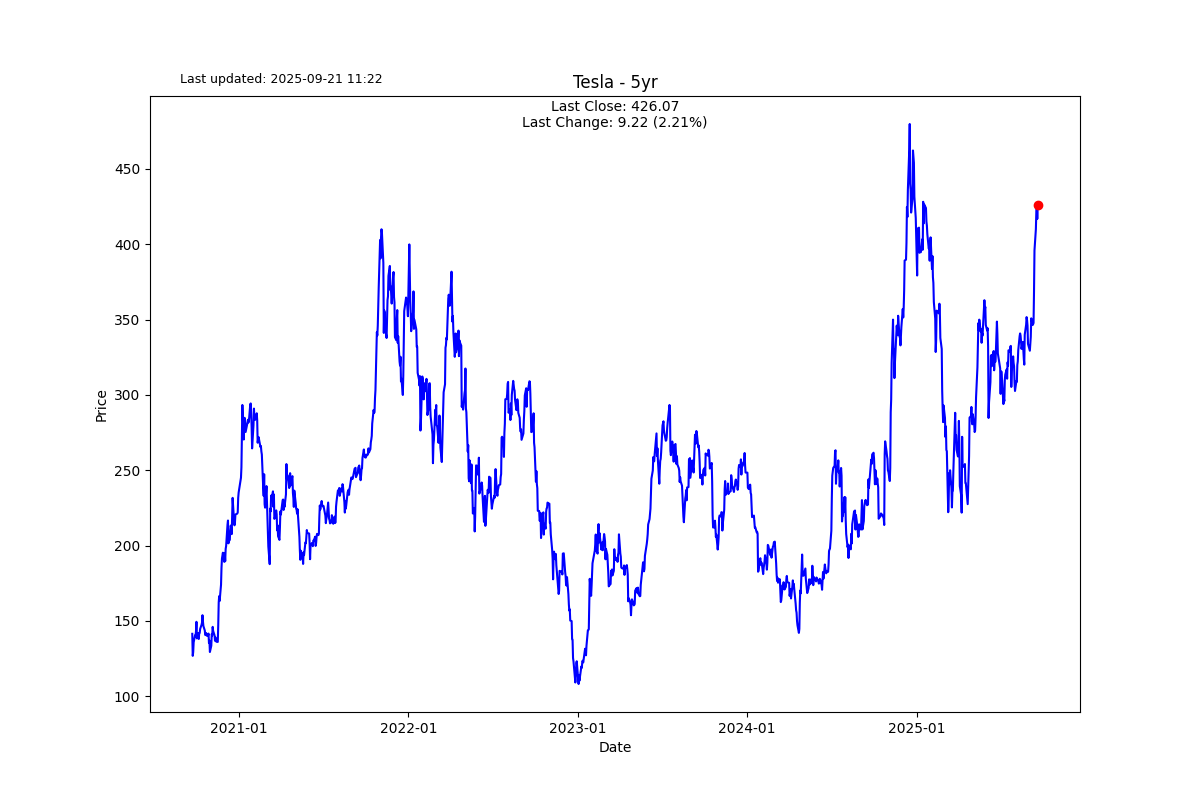 Last updated: 2025-09-21 11:22
Tesla - 5yr
Last Close: 426.07
Last Change: 9.22 (2.21%)
450
400
350
300
250
200
150
100
Price
2021-01
2022-01
2023-01
2024-01
2025-01
Date